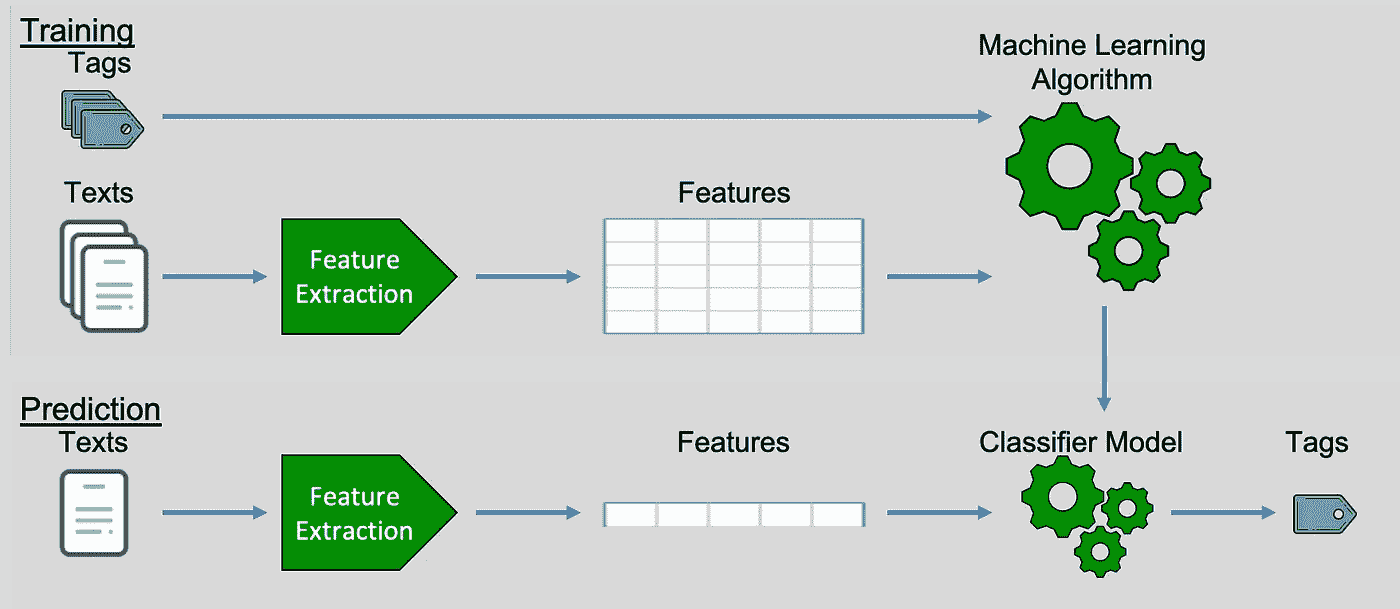 Training
Tags
Machine Learning
Algorithm
Texts
Features
Feature
Extraction
Prediction
Texts
Features
Classifier Model
Tags
Feature
Extraction